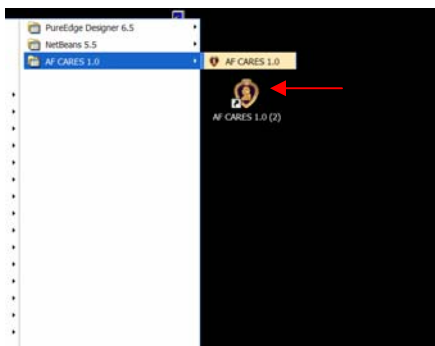 PureEdge Designer 6.5
NetBeans 5.5
AF CARES 1.0
AF CARES 1.0
AF CARES 1.0 (2)